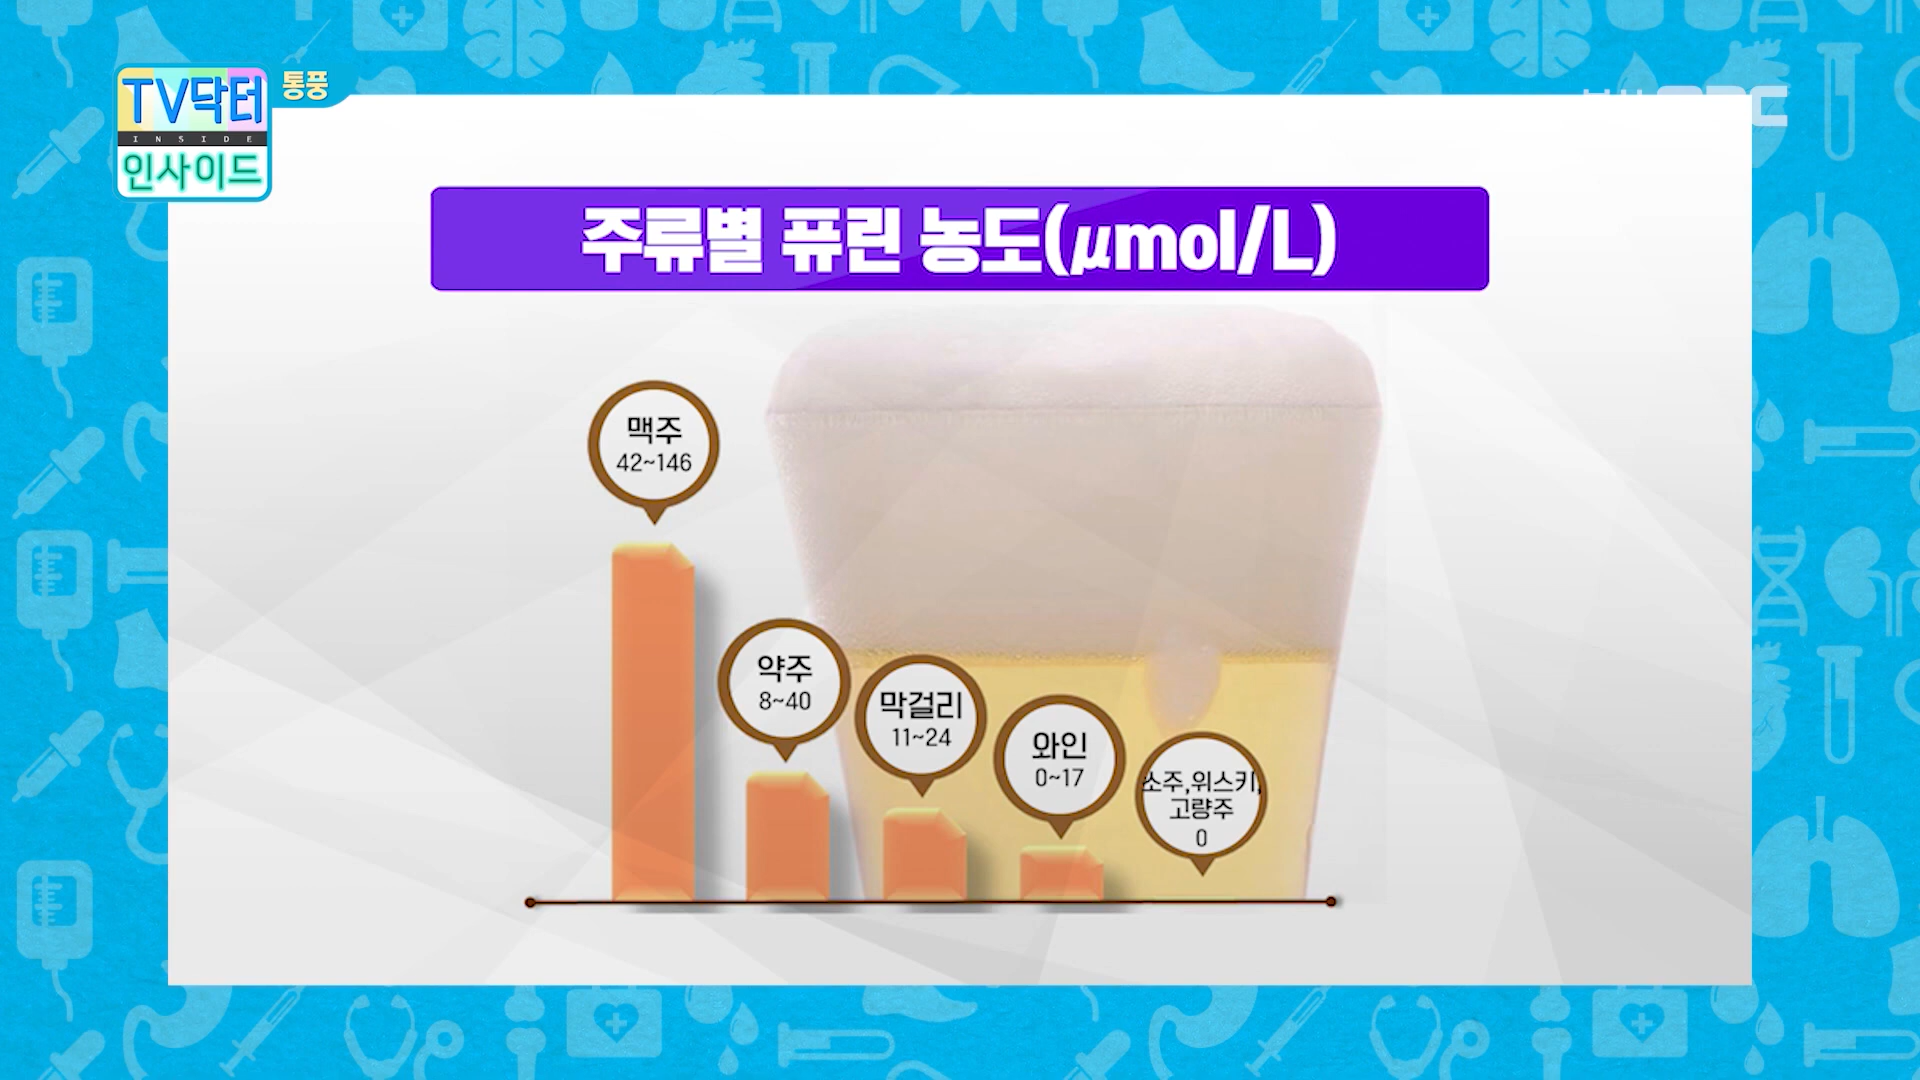 TV닥터
INSIDE
인사이드
통풍
주류별 퓨린 농도(μmol/L)
맥주
42~146
약주
8~40
막걸리
11~24
와인
0~17
소주,위스키,
고량주
0